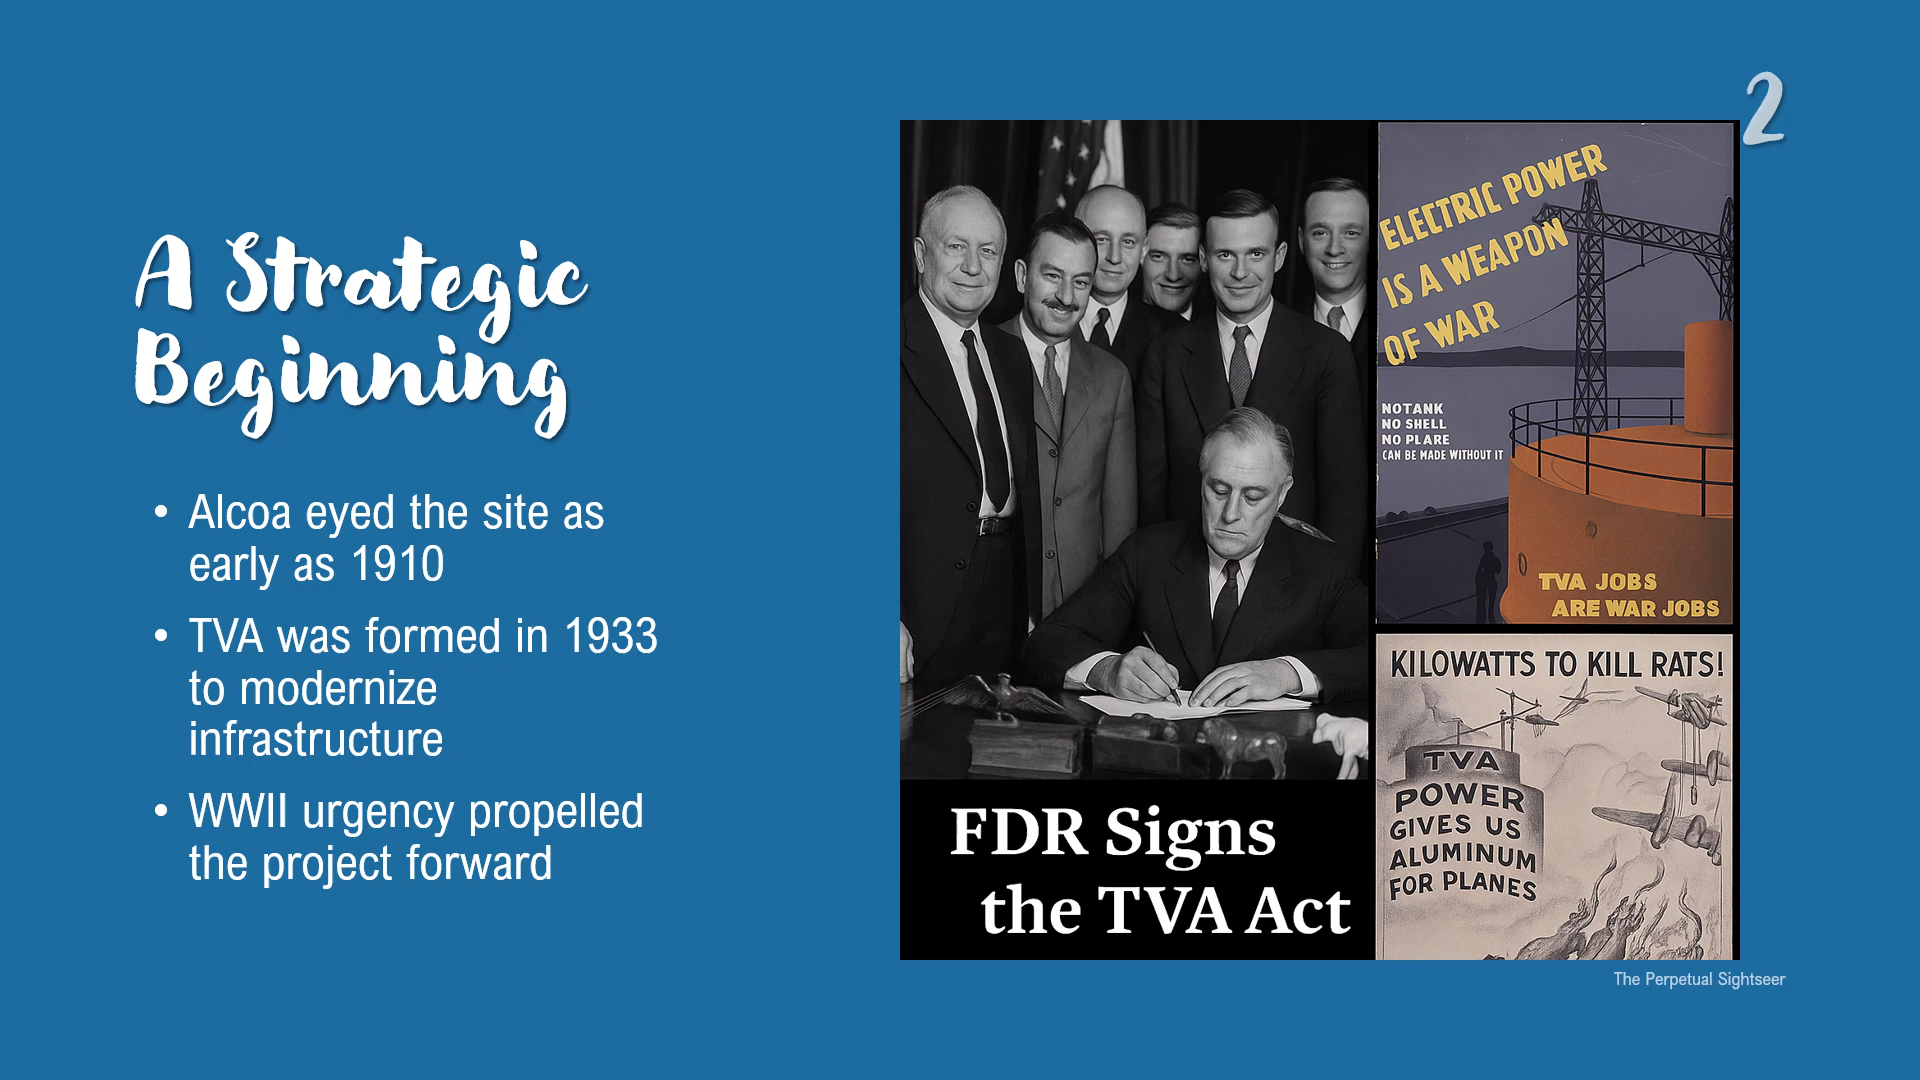 2
A Strategic
Beginning
• Alcoa eyed the site as
early as 1910
• TVA was formed in 1933
to modernize
infrastructure
• WWII urgency propelled
the project forward
FDR Signs
the TVA Act
ELECTRIC POWER
IS A WEAPON
OF WAR
NOTANK
NO SHELL
NO PLARE
CAN BE MADE WITHOUT IT
TVA JOBS
ARE WAR JOBS
KILOWATTS TO KILL RATS!
TVA
POWER
GIVES US
ALUMINUM
FOR PLANES
The Perpetual Sightseer